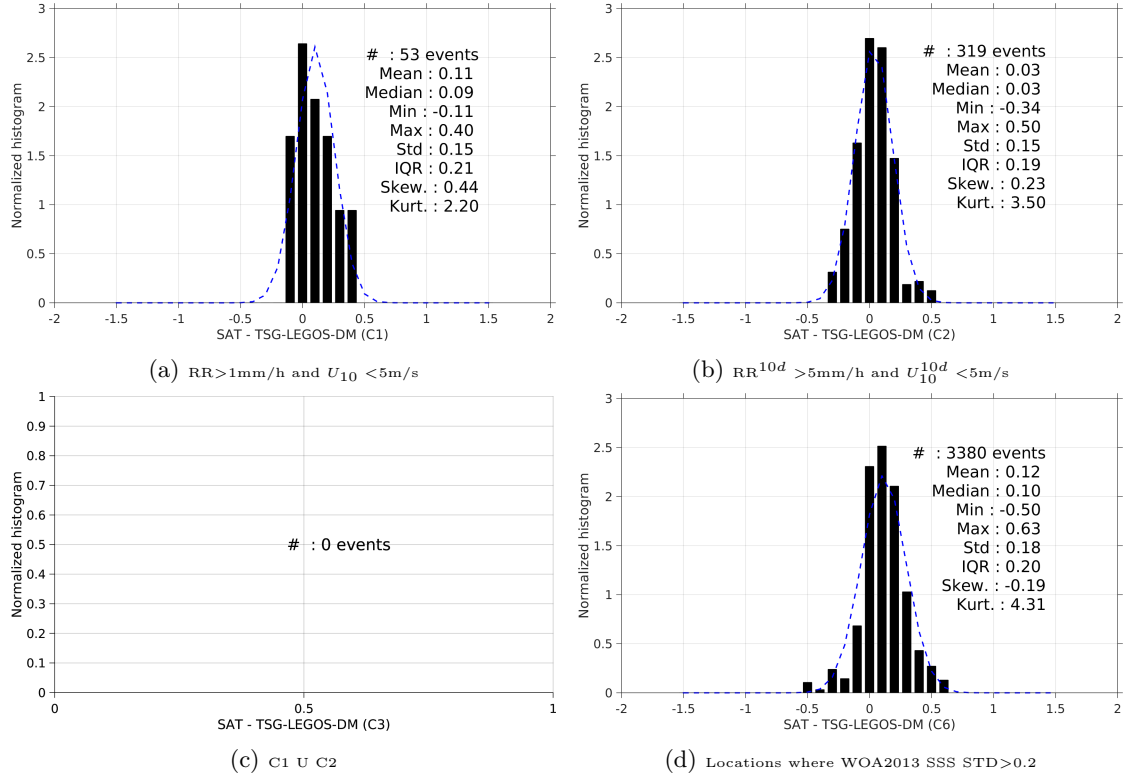 3
2.5
2
1.5
1
0.5
0
Normalized histogram
# : 53 events
Mean : 0.11
Median : 0.09
Min : -0.11
Max : 0.40
Std : 0.15
IQR : 0.21
Skew. : 0.44
Kurt. : 2.20
-2 -1.5 -1 -0.5 0 0.5 1 1.5 2
SAT - TSG-LEGOS-DM (C1)
(a) RR>1mm/h and U10 <5m/s
3
2.5
2
1.5
1
0.5
0
Normalized histogram
# : 319 events
Mean : 0.03
Median : 0.03
Min : -0.34
Max : 0.50
Std : 0.15
IQR : 0.19
Skew. : 0.23
Kurt. : 3.50
-2 -1.5 -1 -0.5 0 0.5 1 1.5 2
SAT - TSG-LEGOS-DM (C2)
(b) RR^10d >5mm/h and U_10^10d <5m/s
1
0.9
0.8
0.7
0.6
0.5
0.4
0.3
0.2
0.1
0
Normalized histogram
# : 0 events
0 0.5 1
SAT - TSG-LEGOS-DM (C3)
(c) C1 U C2
3
2.5
2
1.5
1
0.5
0
Normalized histogram
# : 3380 events
Mean : 0.12
Median : 0.10
Min : -0.50
Max : 0.63
Std : 0.18
IQR : 0.20
Skew. : -0.19
Kurt. : 4.31
-2 -1.5 -1 -0.5 0 0.5 1 1.5 2
SAT - TSG-LEGOS-DM (C6)
(d) Locations where WOA2013 SSS STD>0.2